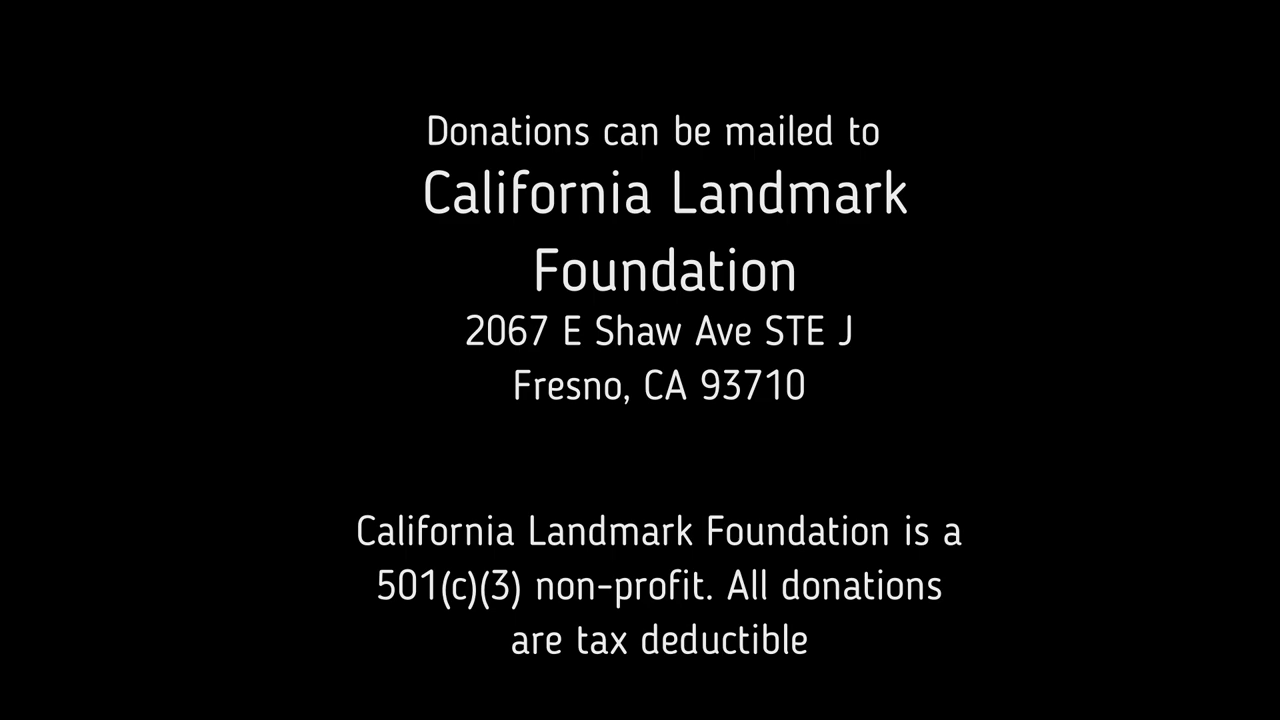 Donations can be mailed to
California Landmark
Foundation
2067 E Shaw Ave STE J
Fresno, CA 93710
California Landmark Foundation is a
501(c)(3) non-profit. All donations
are tax deductible